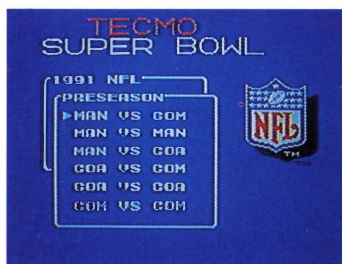 TECMO
SUPER BOWL
1991 NFL
PRESEASON
MAN VS COM
MAN VS MAN
MAN VS COA
COA VS COM
COA VS COA
COM VS COM
NFL
TM